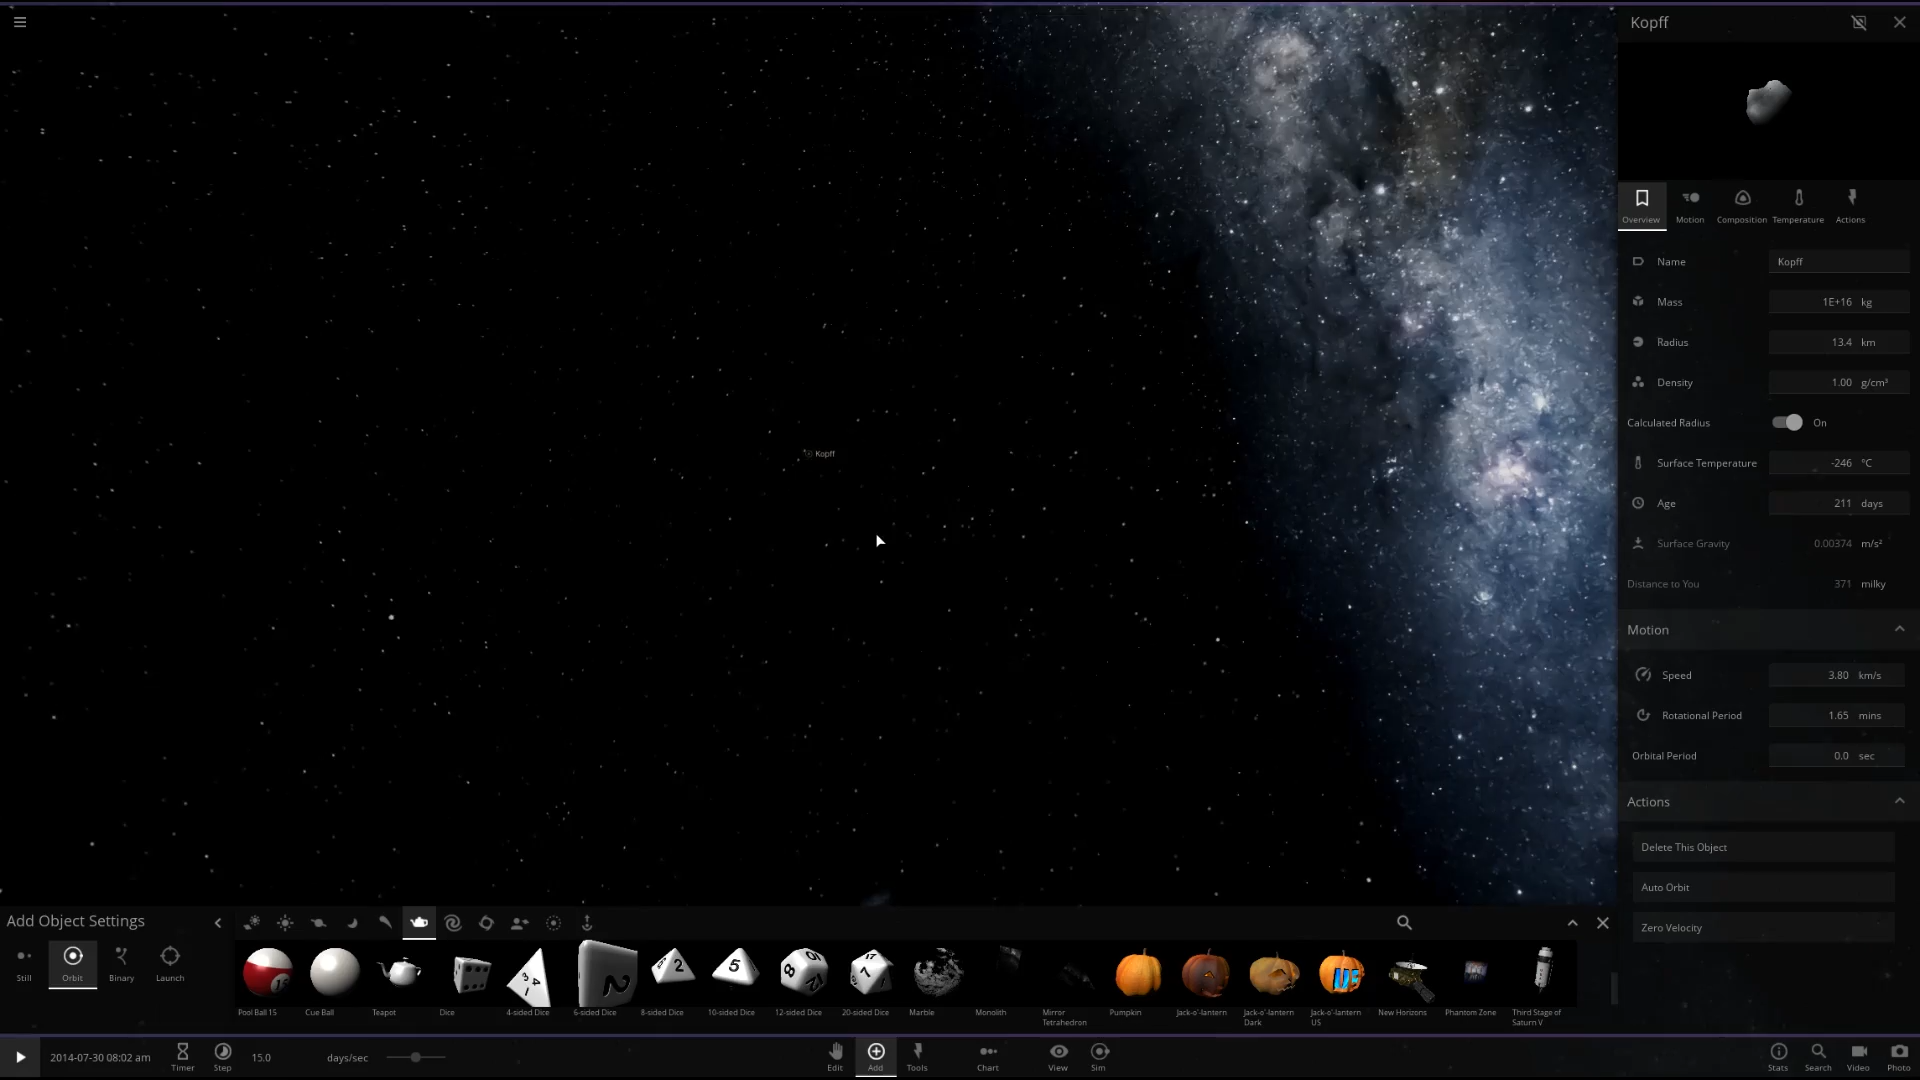 Kopff
Overview Motion Composition Temperature Actions
Name Kopff
Mass 1E+16 kg
Radius 13.4 km
Density 1.00 g/cm³
Calculated Radius On
Surface Temperature -246 °C
Age 211 days
Surface Gravity 0.00374 m/s²
Distance to You 371 milky
Motion
Speed 3.80 km/s
Rotational Period 1.65 mins
Orbital Period 0.0 sec
Actions
Delete This Object
Auto Orbit
Zero Velocity
Kopff
Add Object Settings
Still Orbit Binary Launch
Pool Ball 15 Cue Ball Teapot Dice 4-sided Dice 6-sided Dice 8-sided Dice 10-sided Dice 12-sided Dice 20-sided Dice Marble Monolith Mirror Tetrahedron Pumpkin Jack-o'-lantern Jack-o'-lantern Dark Jack-o'-lantern US New Horizons Phantom Zone Third Stage of Saturn V
2014-07-30 08:02 am Timer Step 15.0 days/sec Edit Add Tools Chart View Sim Stats Search Video Photo